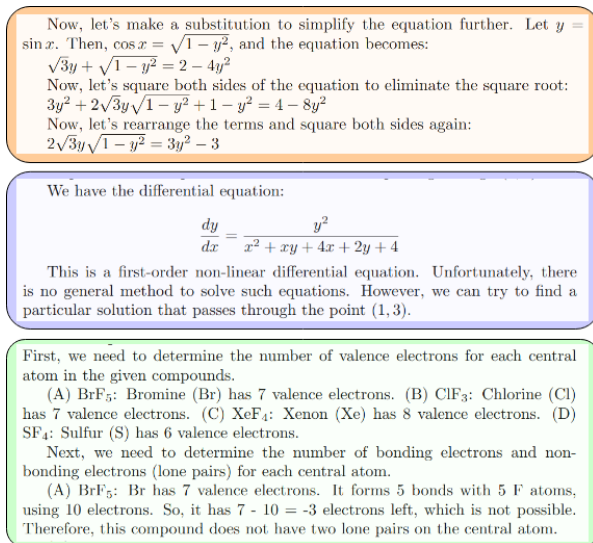 Now, let's make a substitution to simplify the equation further. Let y =
sin x. Then, cos x = √(1 − y²), and the equation becomes:
√3y + √(1 − y²) = 2 − 4y²
Now, let's square both sides of the equation to eliminate the square root:
3y² + 2√3y√(1 − y²) + 1 − y² = 4 − 8y²
Now, let's rearrange the terms and square both sides again:
2√3y√(1 − y²) = 3y² − 3
We have the differential equation:
dy/dx = y²/(x² + xy + 4x + 2y + 4)
This is a first-order non-linear differential equation. Unfortunately, there
is no general method to solve such equations. However, we can try to find a
particular solution that passes through the point (1, 3).
First, we need to determine the number of valence electrons for each central
atom in the given compounds.
(A) BrF₅: Bromine (Br) has 7 valence electrons. (B) ClF₃: Chlorine (Cl)
has 7 valence electrons. (C) XeF₄: Xenon (Xe) has 8 valence electrons. (D)
SF₄: Sulfur (S) has 6 valence electrons.
Next, we need to determine the number of bonding electrons and non-
bonding electrons (lone pairs) for each central atom.
(A) BrF₅: Br has 7 valence electrons. It forms 5 bonds with 5 F atoms,
using 10 electrons. So, it has 7 - 10 = -3 electrons left, which is not possible.
Therefore, this compound does not have two lone pairs on the central atom.